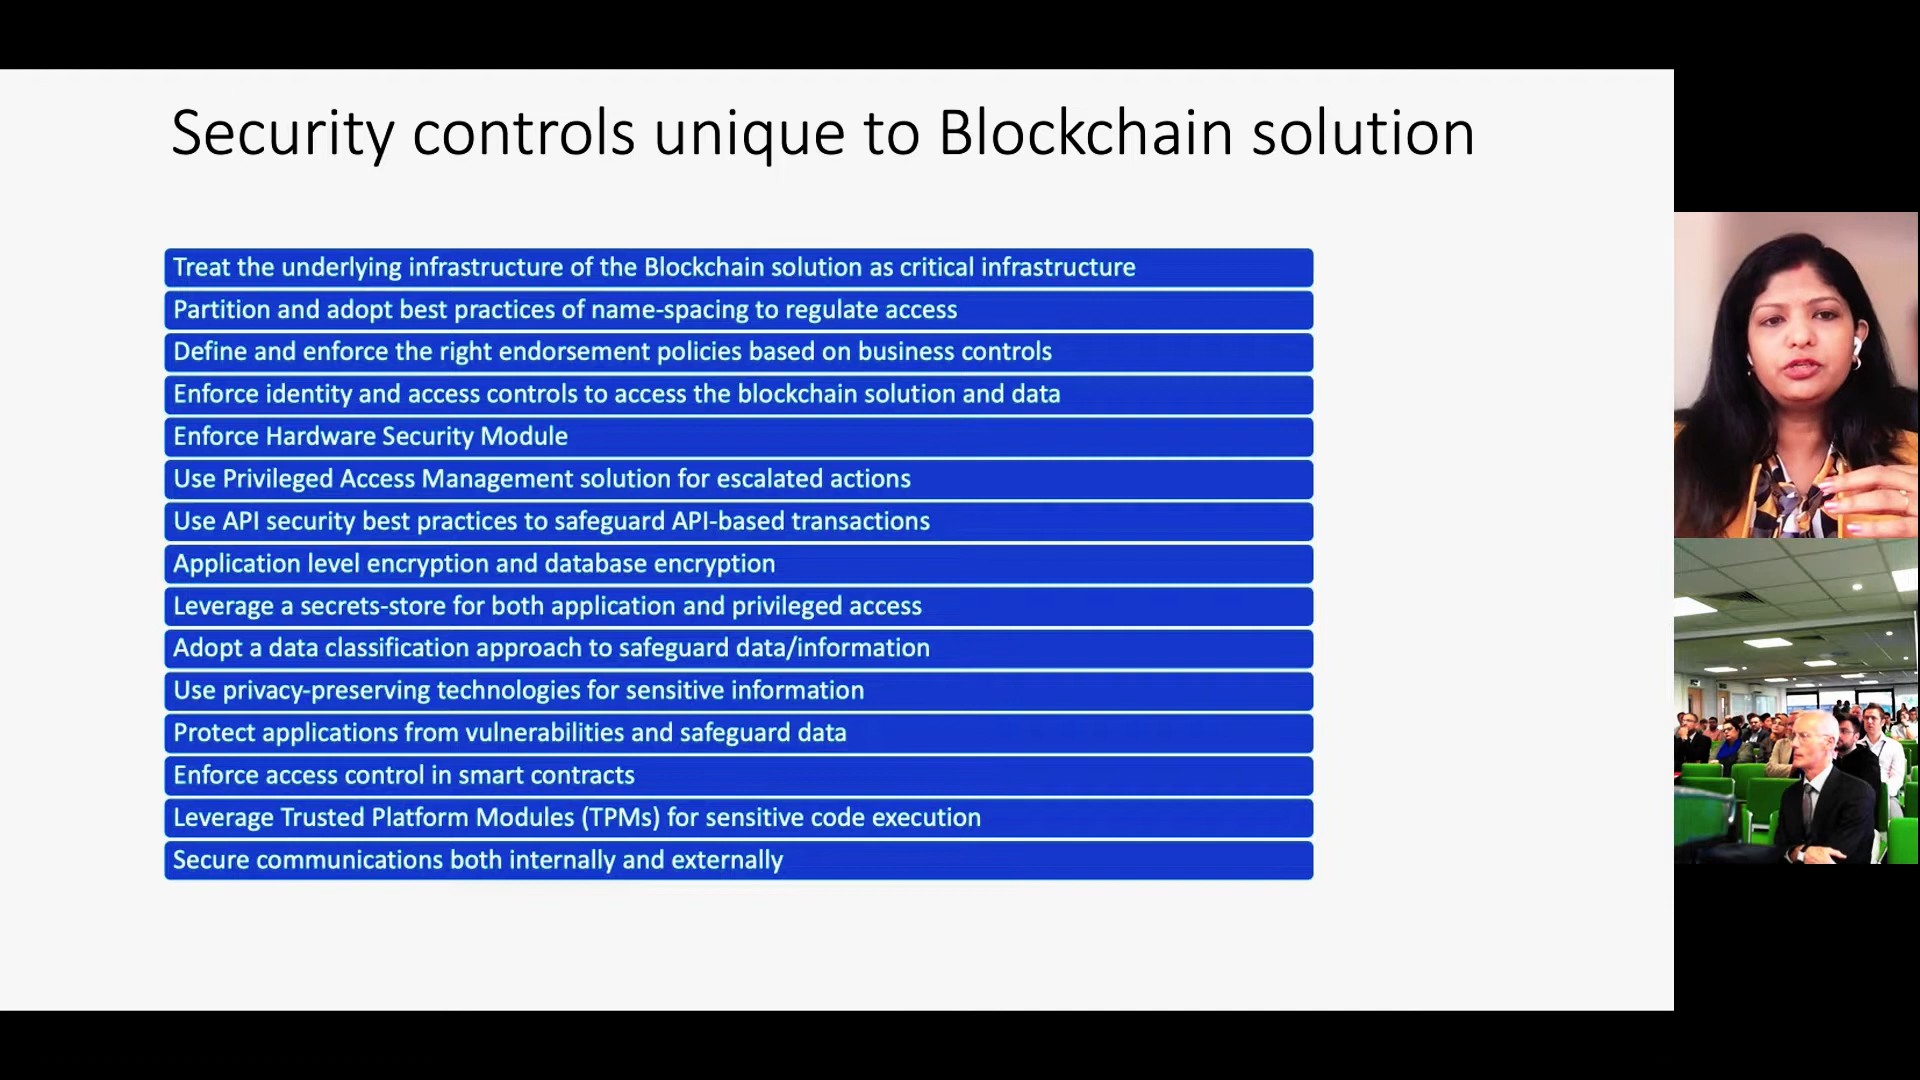 Security controls unique to Blockchain solution
Treat the underlying infrastructure of the Blockchain solution as critical infrastructure
Partition and adopt best practices of name-spacing to regulate access
Define and enforce the right endorsement policies based on business controls
Enforce identity and access controls to access the blockchain solution and data
Enforce Hardware Security Module
Use Privileged Access Management solution for escalated actions
Use API security best practices to safeguard API-based transactions
Application level encryption and database encryption
Leverage a secrets-store for both application and privileged access
Adopt a data classification approach to safeguard data/information
Use privacy-preserving technologies for sensitive information
Protect applications from vulnerabilities and safeguard data
Enforce access control in smart contracts
Leverage Trusted Platform Modules (TPMs) for sensitive code execution
Secure communications both internally and externally